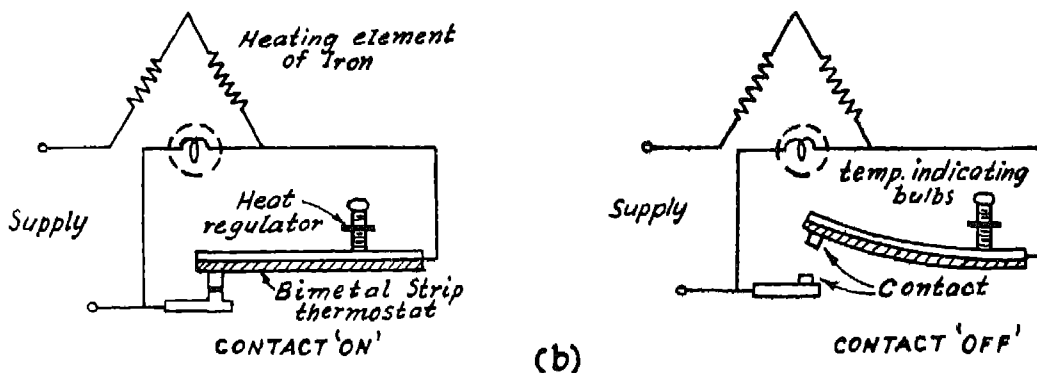 Heating element
of Iron
Supply
Heat
regulator
Bimetal Strip
thermostat
CONTACT 'ON'
(b)
temp. indicating
bulbs
Supply
Contact
CONTACT 'OFF'